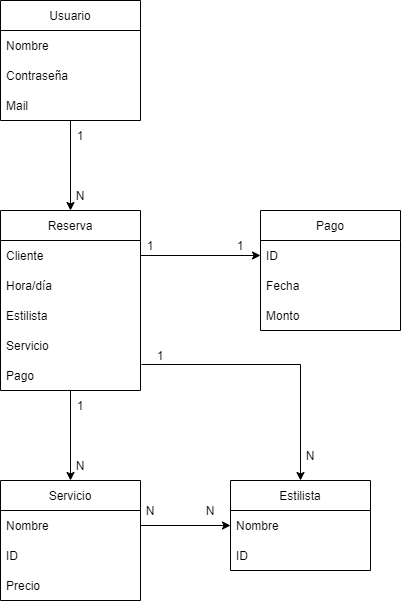 Usuario
Nombre
Contraseña
Mail
1
N
Reserva
Cliente
Hora/día
Estilista
Servicio
Pago
1
1
Pago
ID
Fecha
Monto
1
N
1
N
Servicio
Nombre
ID
Precio
N
N
Estilista
Nombre
ID